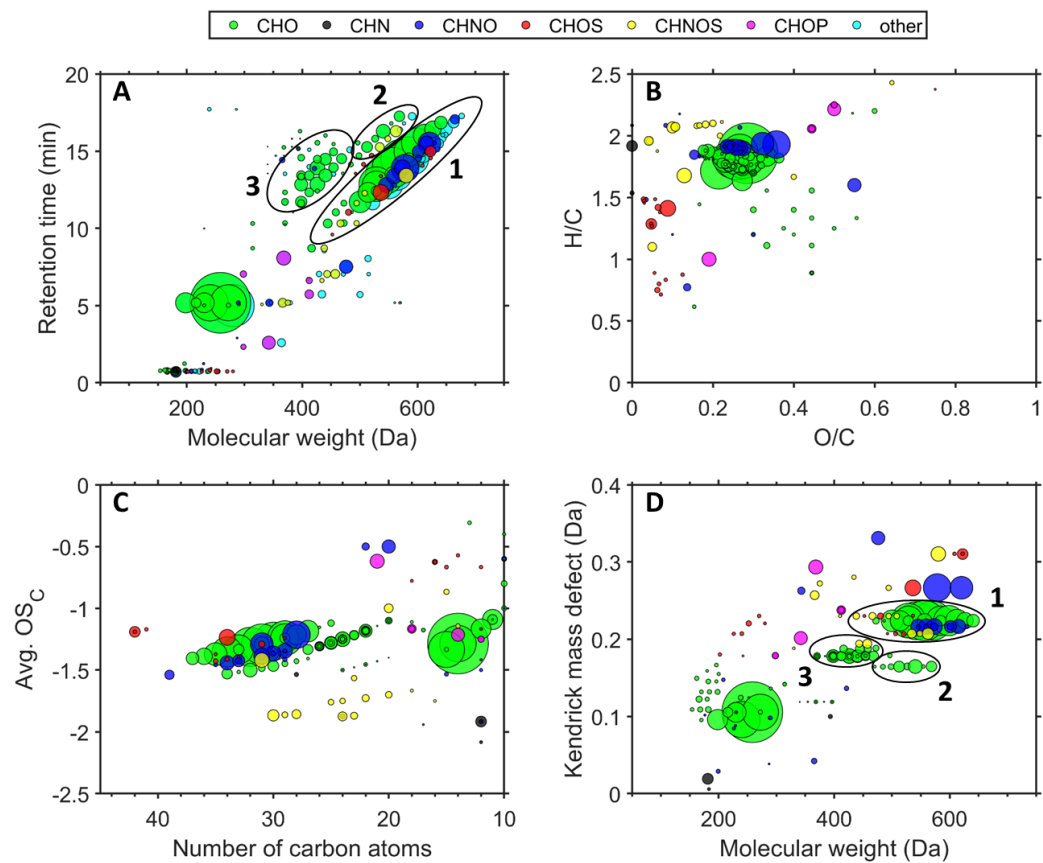 CHO CHN CHNO CHOS CHNOS CHOP other
A
20
15
10
5
0
Retention time (min)
200 400 600
Molecular weight (Da)
1
2
3
B
2.5
2
1.5
1
0.5
0
H/C
0 0.2 0.4 0.6 0.8 1
O/C
C
0
-0.5
-1
-1.5
-2
-2.5
Avg. OSC
40 30 20 10
Number of carbon atoms
D
0.4
0.3
0.2
0.1
0
Kendrick mass defect (Da)
200 400 600
Molecular weight (Da)
1
2
3